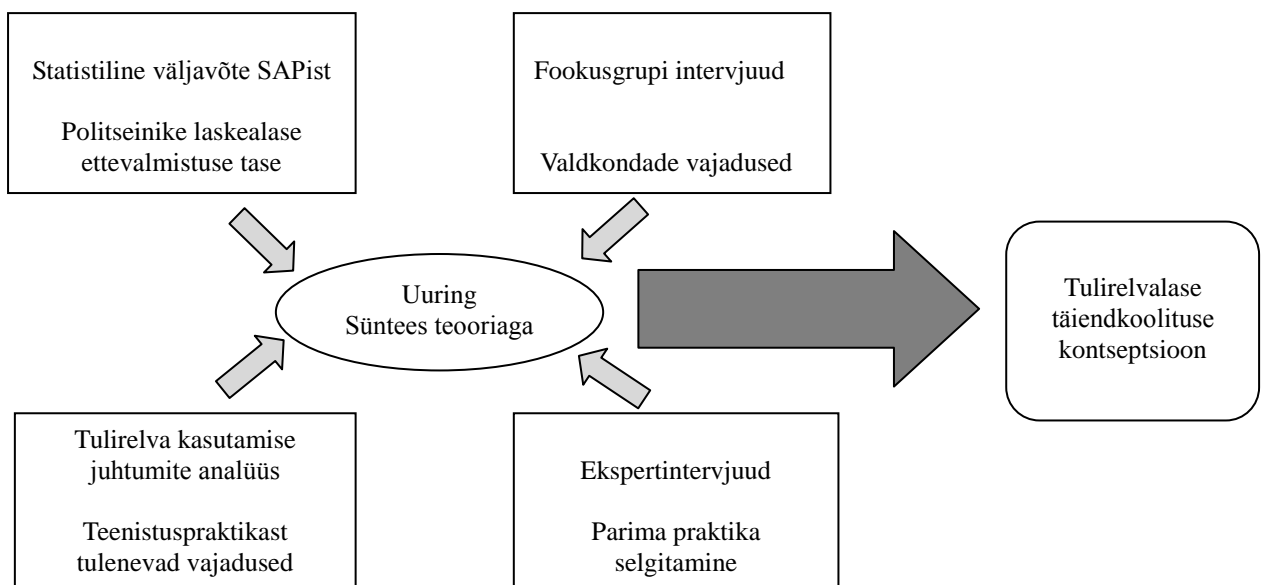 Statistiline väljavõte SAPist
Politseinike laskealase
ettevalmistuse tase
Fookusgrupi intervjuud
Valdkondade vajadused
Uuring
Süntees teooriaga
Tulirelvalase
täiendkoolituse
kontseptsioon
Tulirelva kasutamise
juhtumite analüüs
Teenistuspraktikast
tulenevad vajadused
Ekspertintervjuud
Parima praktika
selgitamine